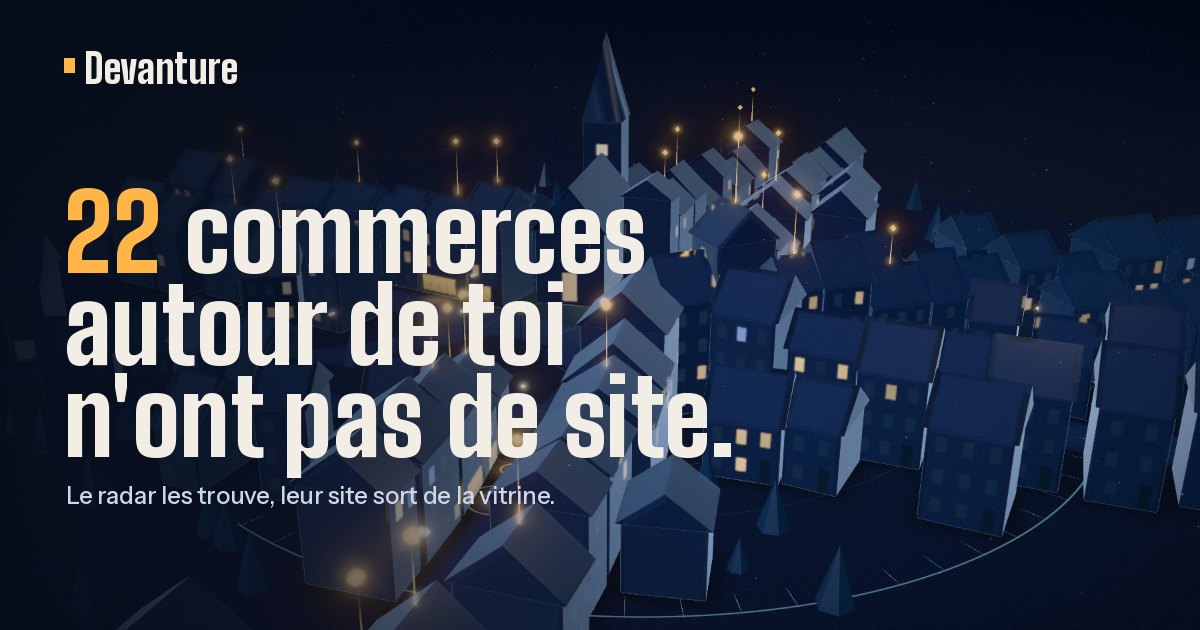 Devanture
22 commerces
autour de toi
n'ont pas de site.
Le radar les trouve, leur site sort de la vitrine.